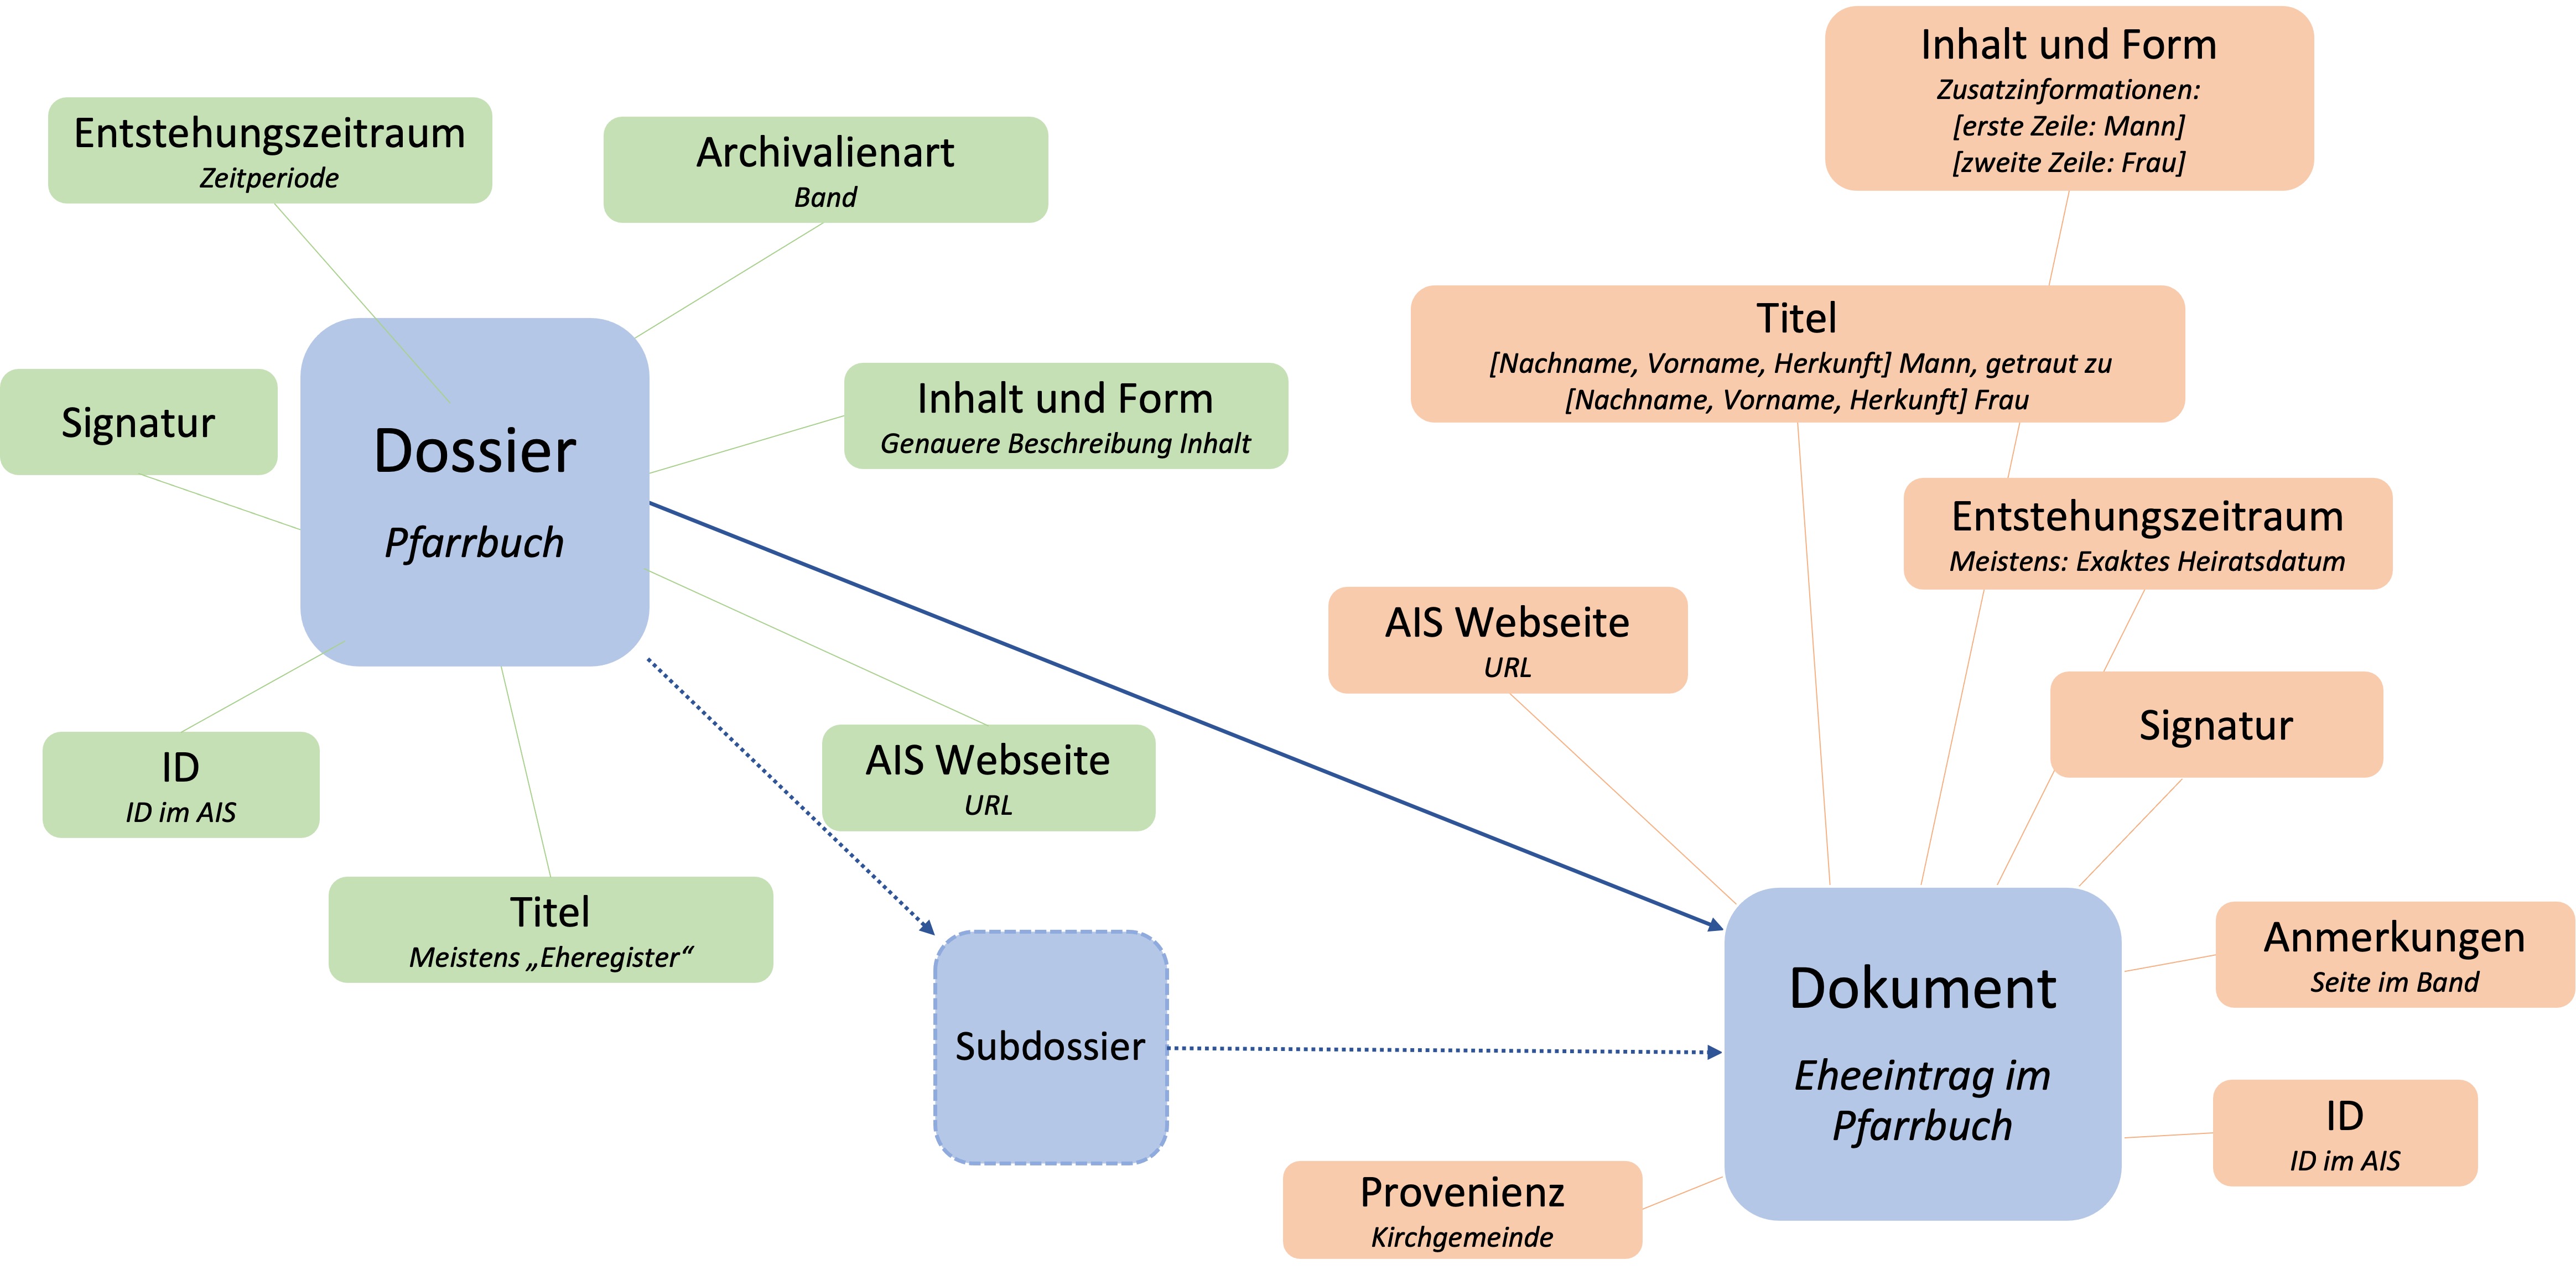 Entstehungszeitraum
Zeitperiode
Archivalienart
Band
Signatur
Dossier
Pfarrbuch
Inhalt und Form
Genauere Beschreibung Inhalt
ID
ID im AIS
AIS Webseite
URL
Titel
Meistens „Eheregister“
Subdossier
Inhalt und Form
Zusatzinformationen:
[erste Zeile: Mann]
[zweite Zeile: Frau]
Titel
[Nachname, Vorname, Herkunft] Mann, getraut zu
[Nachname, Vorname, Herkunft] Frau
Entstehungszeitraum
Meistens: Exaktes Heiratsdatum
AIS Webseite
URL
Signatur
Dokument
Eheeintrag im
Pfarrbuch
Anmerkungen
Seite im Band
ID
ID im AIS
Provenienz
Kirchgemeinde